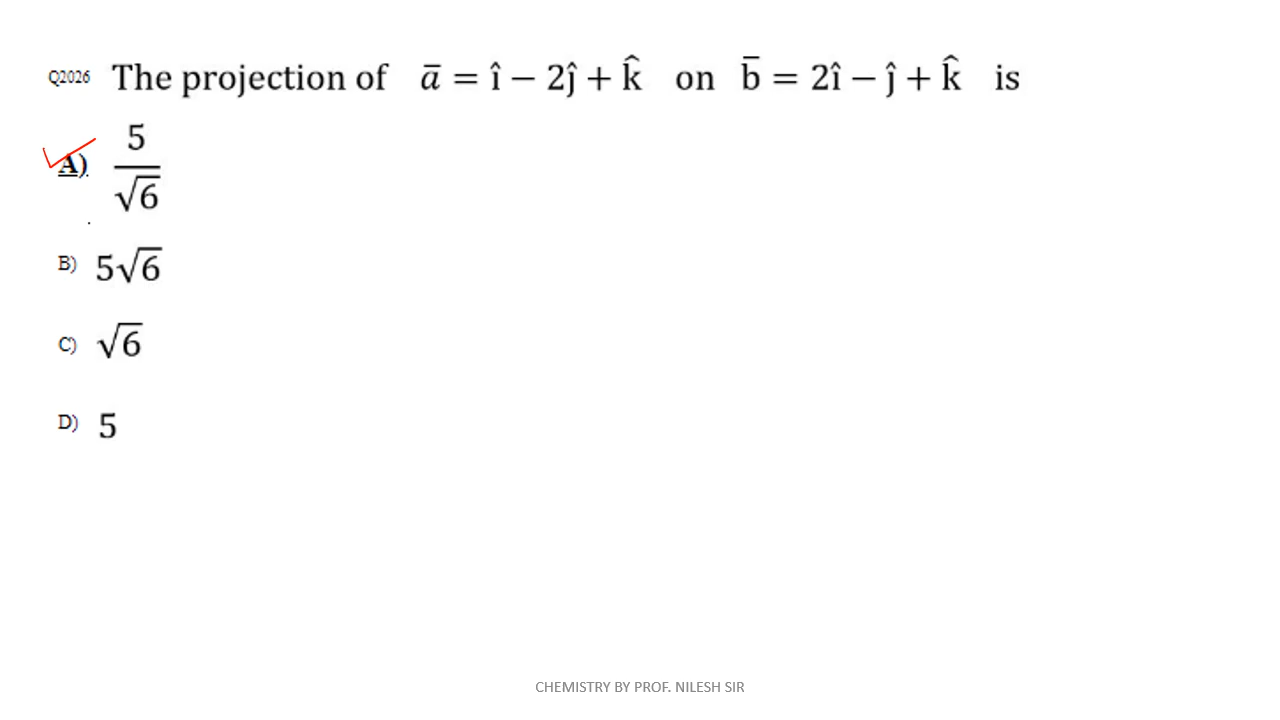 Q2026 The projection of a̅ = î − 2ĵ + k̂ on b̅ = 2î − ĵ + k̂ is
A) 5/√6
B) 5√6
C) √6
D) 5
CHEMISTRY BY PROF. NILESH SIR